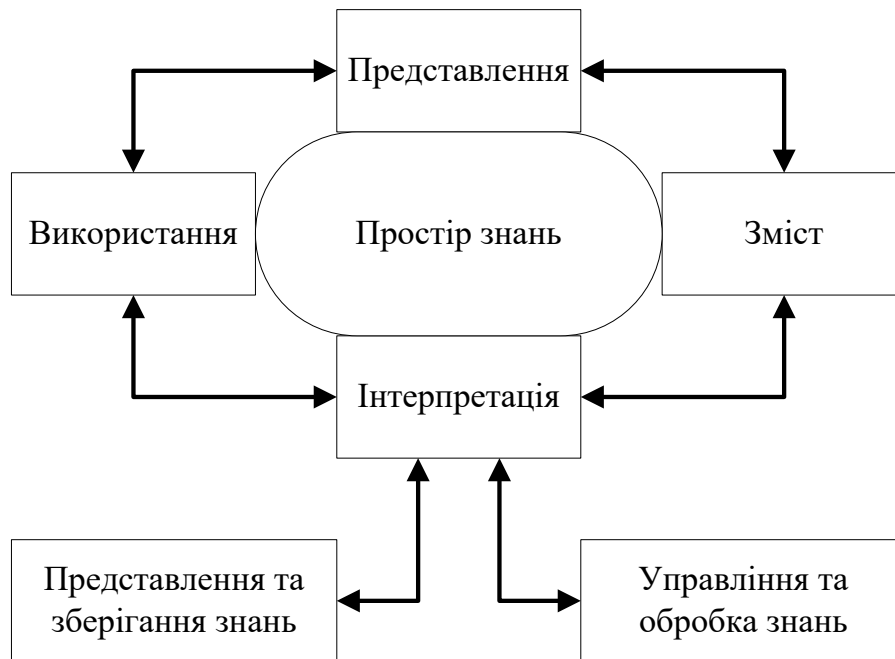 Представлення
Використання
Простір знань
Зміст
Інтерпретація
Представлення та
зберігання знань
Управління та
обробка знань